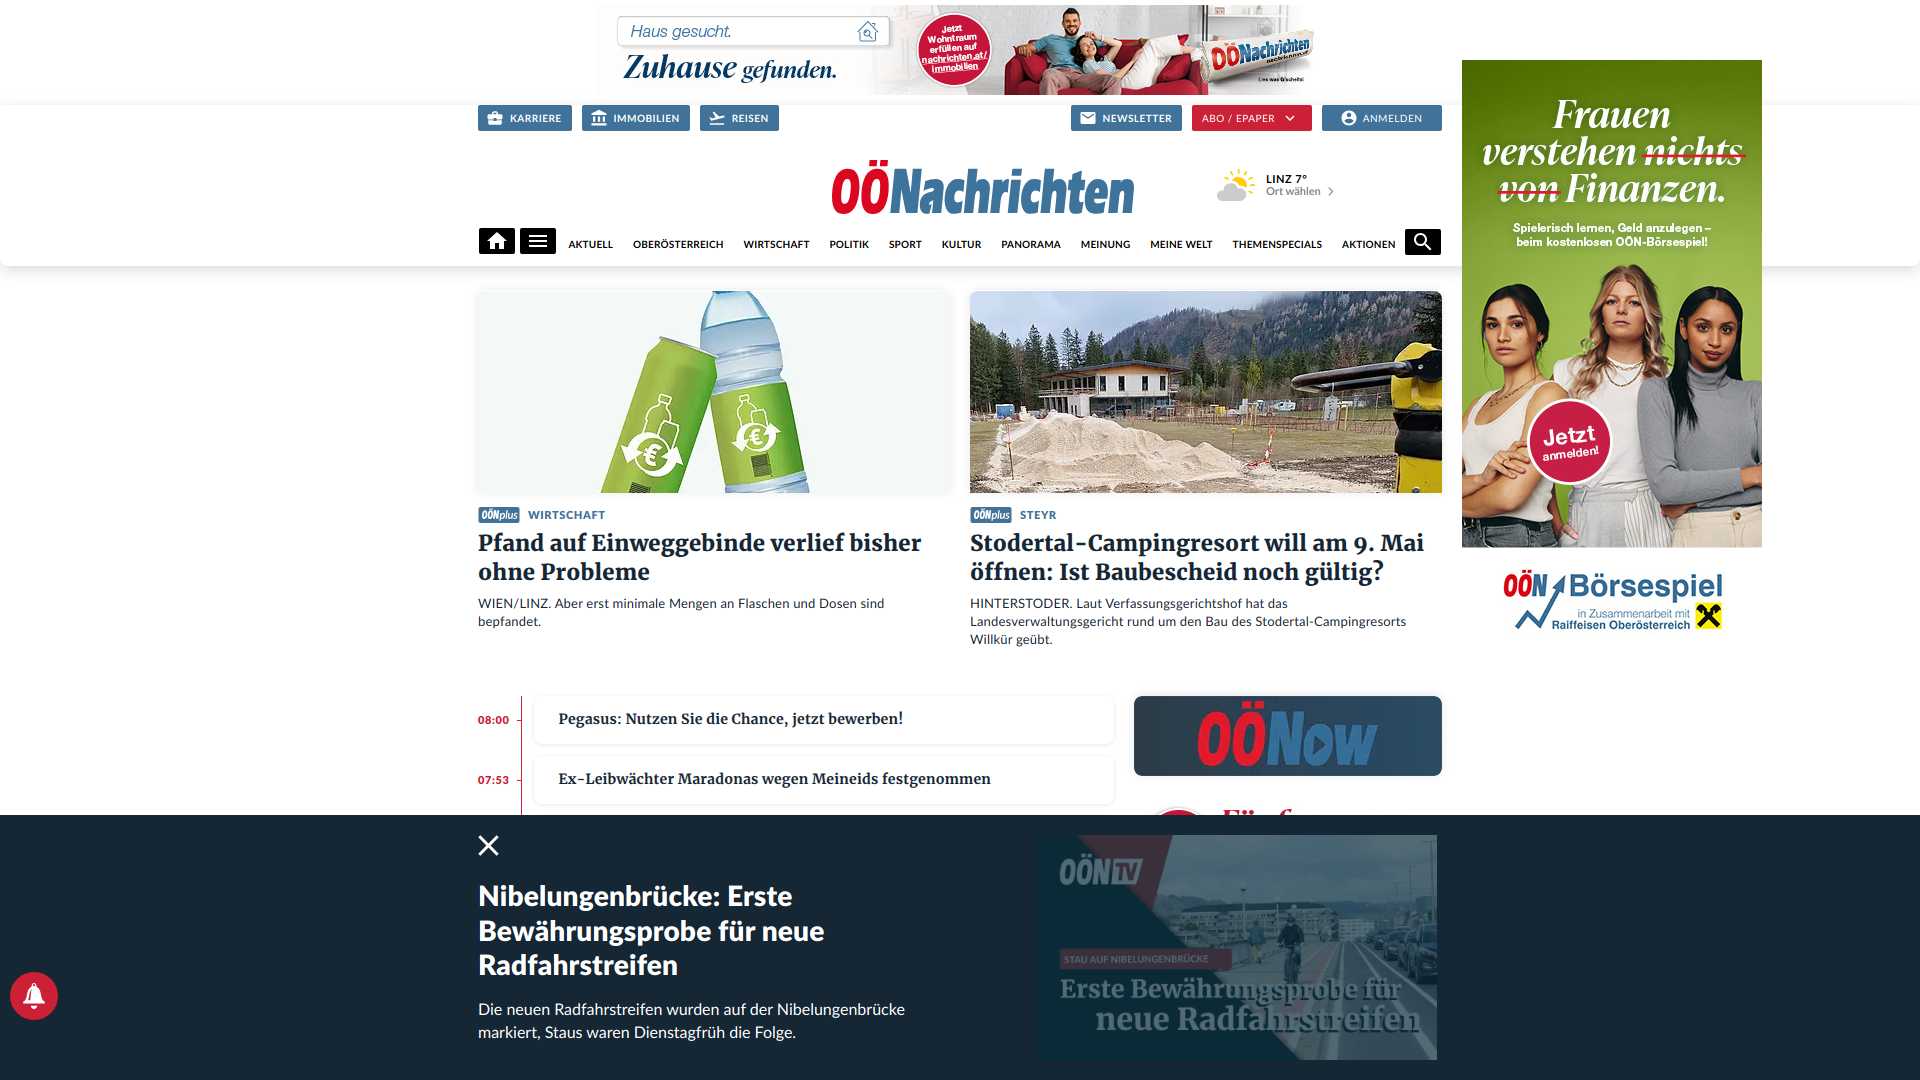 Haus gesucht.
Zuhause gefunden.
Jetzt
Wohntraum
erfüllen auf
nachrichten.at/
immobilien
OÖNachrichten
Lies was G'scheits!
KARRIERE
IMMOBILIEN
REISEN
NEWSLETTER
ABO / EPAPER
ANMELDEN
OÖNachrichten
LINZ 7°
Ort wählen
AKTUELL
OBERÖSTERREICH
WIRTSCHAFT
POLITIK
SPORT
KULTUR
PANORAMA
MEINUNG
MEINE WELT
THEMENSPECIALS
AKTIONEN
Frauen
verstehen nichts
von Finanzen.
Spielerisch lernen, Geld anzulegen –
beim kostenlosen OÖN-Börsespiel!
Jetzt
anmelden!
OÖN Börsespiel
in Zusammenarbeit mit
Raiffeisen Oberösterreich
OÖNplus WIRTSCHAFT
Pfand auf Einweggebinde verlief bisher
ohne Probleme
WIEN/LINZ. Aber erst minimale Mengen an Flaschen und Dosen sind
bepfandet.
OÖNplus STEYR
Stodertal-Campingresort will am 9. Mai
öffnen: Ist Baubescheid noch gültig?
HINTERSTODER. Laut Verfassungsgerichtshof hat das
Landesverwaltungsgericht rund um den Bau des Stodertal-Campingresorts
Willkür geübt.
08:00 Pegasus: Nutzen Sie die Chance, jetzt bewerben!
07:53 Ex-Leibwächter Maradonas wegen Meineids festgenommen
OÖNow
Nibelungenbrücke: Erste
Bewährungsprobe für neue
Radfahrstreifen
Die neuen Radfahrstreifen wurden auf der Nibelungenbrücke
markiert, Staus waren Dienstagfrüh die Folge.
OÖNTV
STAU AUF NIBELUNGENBRÜCKE
Erste Bewährungsprobe für
neue Radfahrstreifen